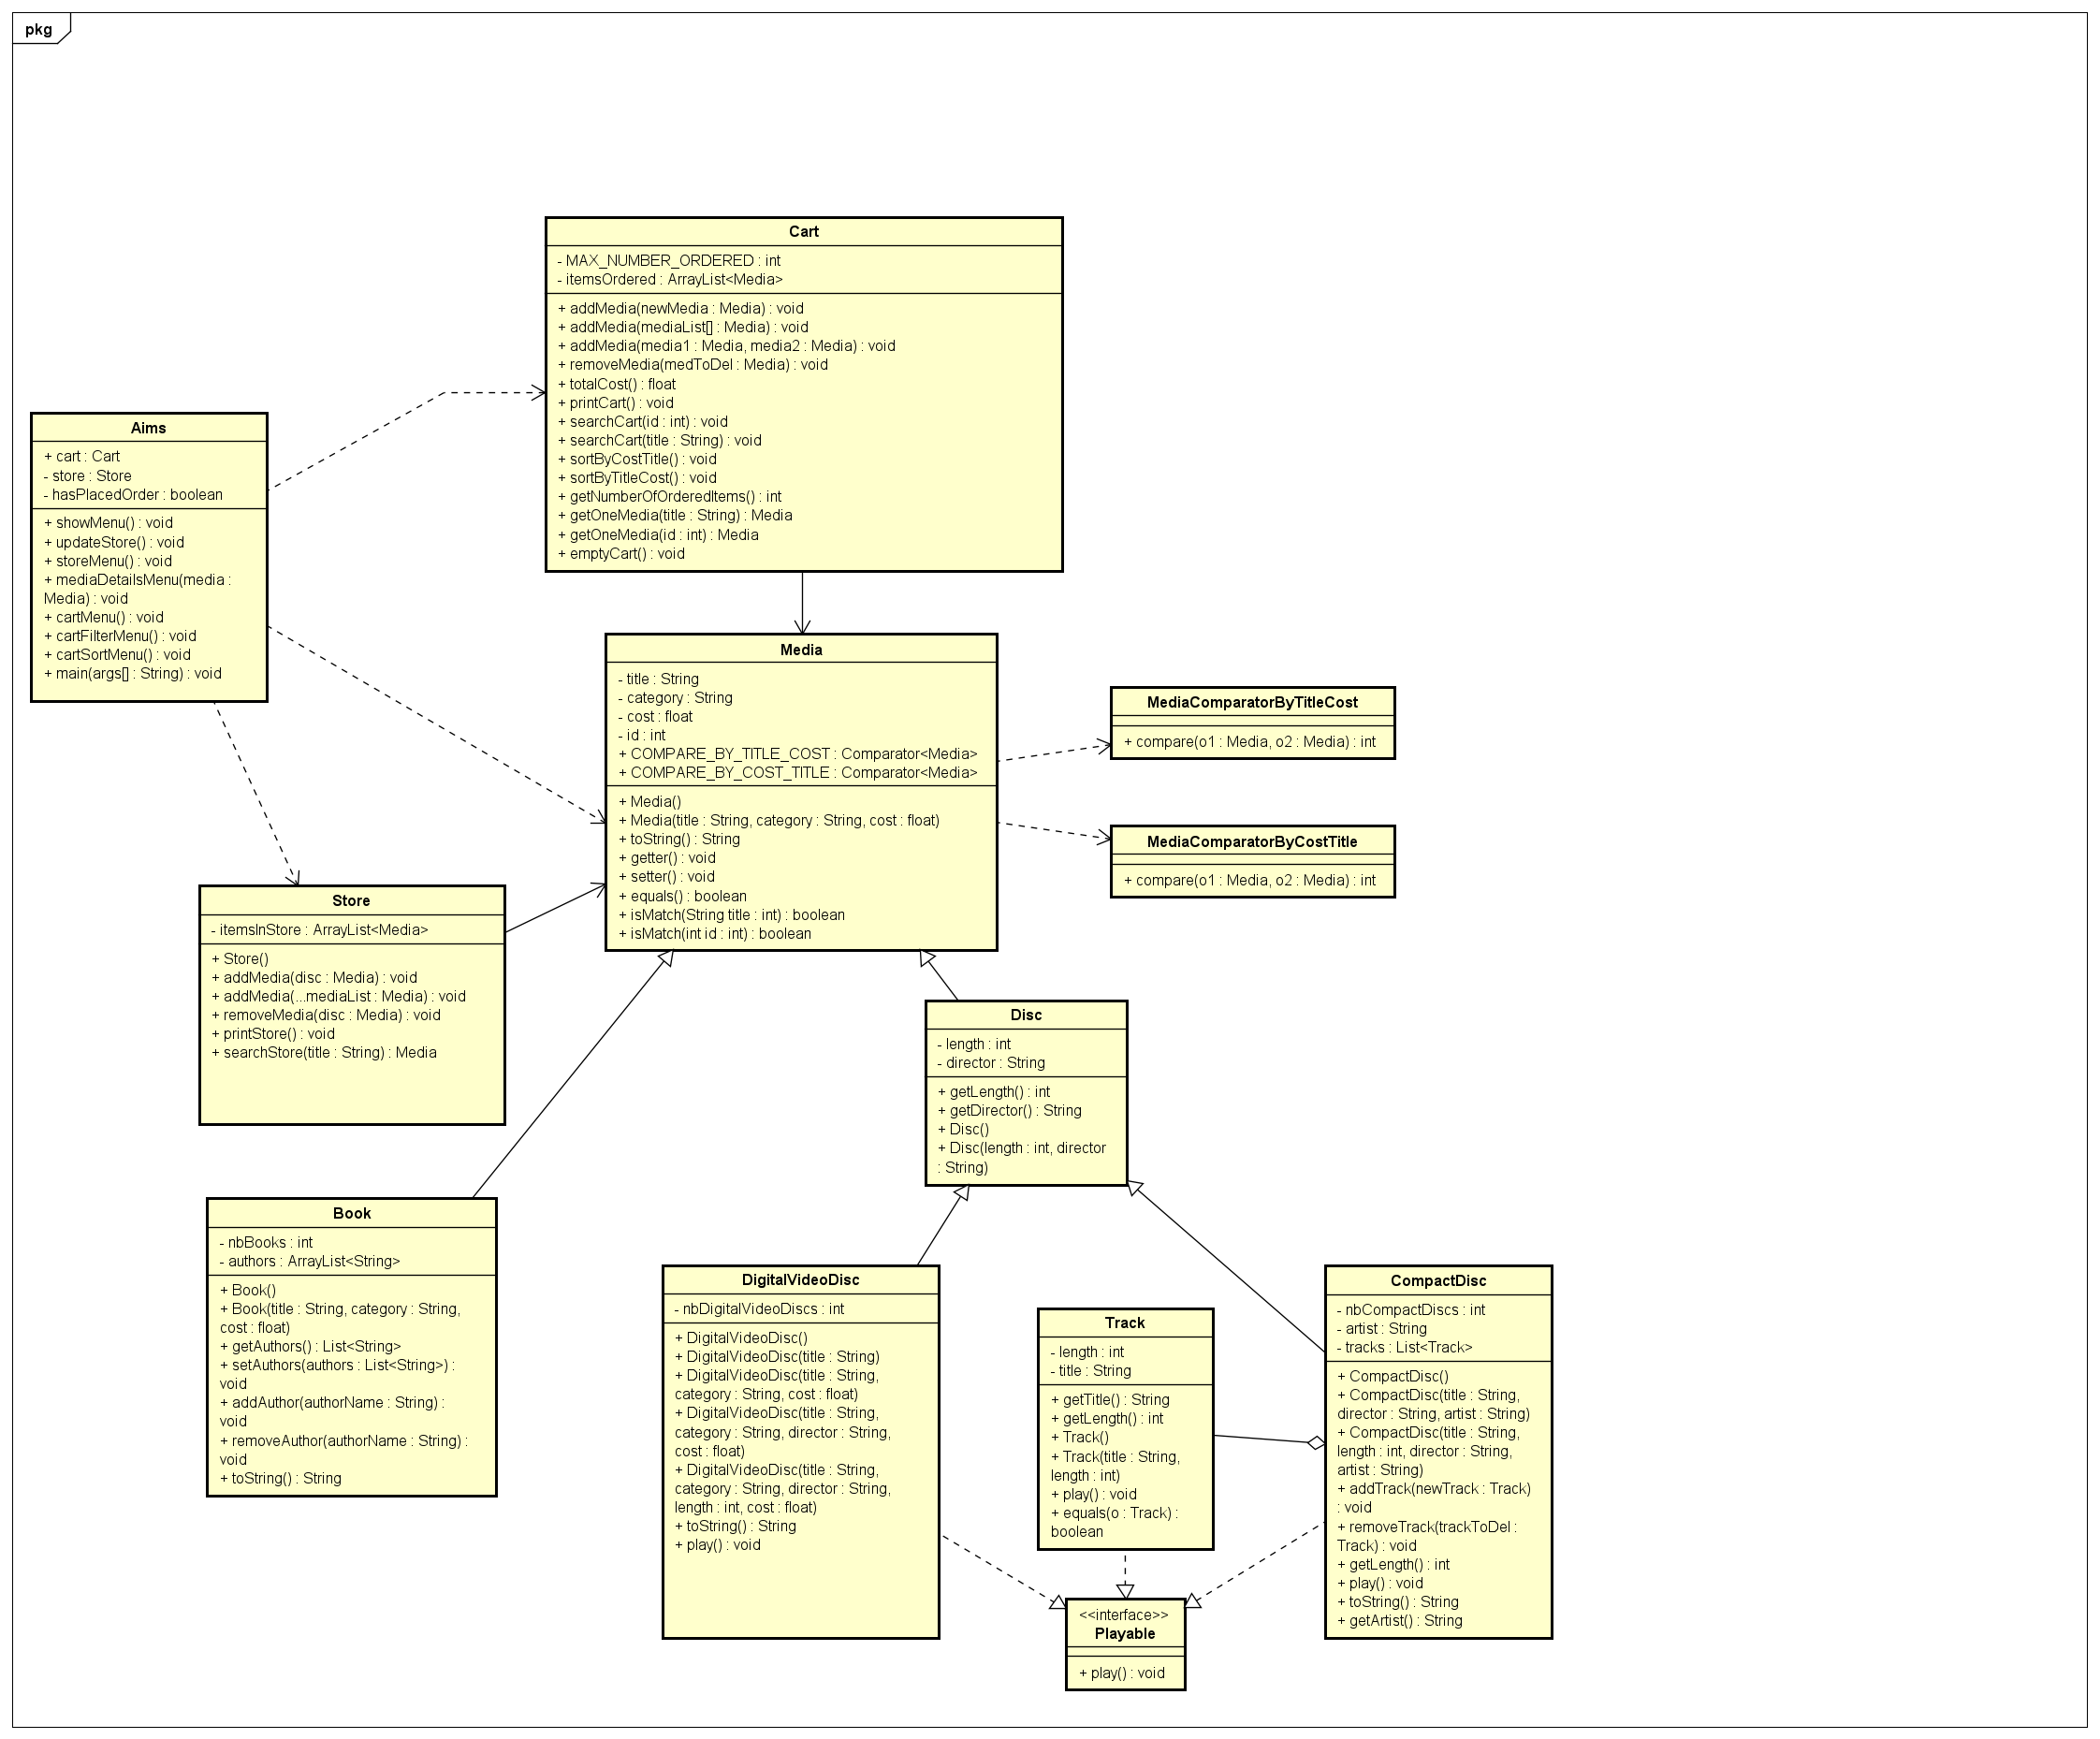 pkg
Cart
- MAX_NUMBER_ORDERED : int
- itemsOrdered : ArrayList<Media>
+ addMedia(newMedia : Media) : void
+ addMedia(mediaList[] : Media) : void
+ addMedia(media1 : Media, media2 : Media) : void
+ removeMedia(medToDel : Media) : void
+ totalCost() : float
+ printCart() : void
+ searchCart(id : int) : void
+ searchCart(title : String) : void
+ sortByCostTitle() : void
+ sortByTitleCost() : void
+ getNumberOfOrderedItems() : int
+ getOneMedia(title : String) : Media
+ getOneMedia(id : int) : Media
+ emptyCart() : void
Aims
+ cart : Cart
- store : Store
- hasPlacedOrder : boolean
+ showMenu() : void
+ updateStore() : void
+ storeMenu() : void
+ mediaDetailsMenu(media :
Media) : void
+ cartMenu() : void
+ cartFilterMenu() : void
+ cartSortMenu() : void
+ main(args[] : String) : void
Media
- title : String
- category : String
- cost : float
- id : int
+ COMPARE_BY_TITLE_COST : Comparator<Media>
+ COMPARE_BY_COST_TITLE : Comparator<Media>
+ Media()
+ Media(title : String, category : String, cost : float)
+ toString() : String
+ getter() : void
+ setter() : void
+ equals() : boolean
+ isMatch(String title : int) : boolean
+ isMatch(int id : int) : boolean
MediaComparatorByTitleCost
+ compare(o1 : Media, o2 : Media) : int
MediaComparatorByCostTitle
+ compare(o1 : Media, o2 : Media) : int
Store
- itemsInStore : ArrayList<Media>
+ Store()
+ addMedia(disc : Media) : void
+ addMedia(...mediaList : Media) : void
+ removeMedia(disc : Media) : void
+ printStore() : void
+ searchStore(title : String) : Media
Disc
- length : int
- director : String
+ getLength() : int
+ getDirector() : String
+ Disc()
+ Disc(length : int, director
: String)
Book
- nbBooks : int
- authors : ArrayList<String>
+ Book()
+ Book(title : String, category : String,
cost : float)
+ getAuthors() : List<String>
+ setAuthors(authors : List<String>) :
void
+ addAuthor(authorName : String) :
void
+ removeAuthor(authorName : String) :
void
+ toString() : String
DigitalVideoDisc
- nbDigitalVideoDiscs : int
+ DigitalVideoDisc()
+ DigitalVideoDisc(title : String)
+ DigitalVideoDisc(title : String,
category : String, cost : float)
+ DigitalVideoDisc(title : String,
category : String, director : String,
cost : float)
+ DigitalVideoDisc(title : String,
category : String, director : String,
length : int, cost : float)
+ toString() : String
+ play() : void
Track
- length : int
- title : String
+ getTitle() : String
+ getLength() : int
+ Track()
+ Track(title : String,
length : int)
+ play() : void
+ equals(o : Track) :
boolean
CompactDisc
- nbCompactDiscs : int
- artist : String
- tracks : List<Track>
+ CompactDisc()
+ CompactDisc(title : String,
director : String, artist : String)
+ CompactDisc(title : String,
length : int, director : String,
artist : String)
+ addTrack(newTrack : Track)
: void
+ removeTrack(trackToDel :
Track) : void
+ getLength() : int
+ play() : void
+ toString() : String
+ getArtist() : String
<<interface>>
Playable
+ play() : void